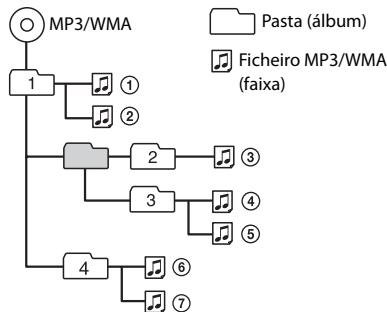 MP3/WMA
Pasta (álbum)
Ficheiro MP3/WMA
(faixa)
1
①
②
2
③
3
④
⑤
4
⑥
⑦